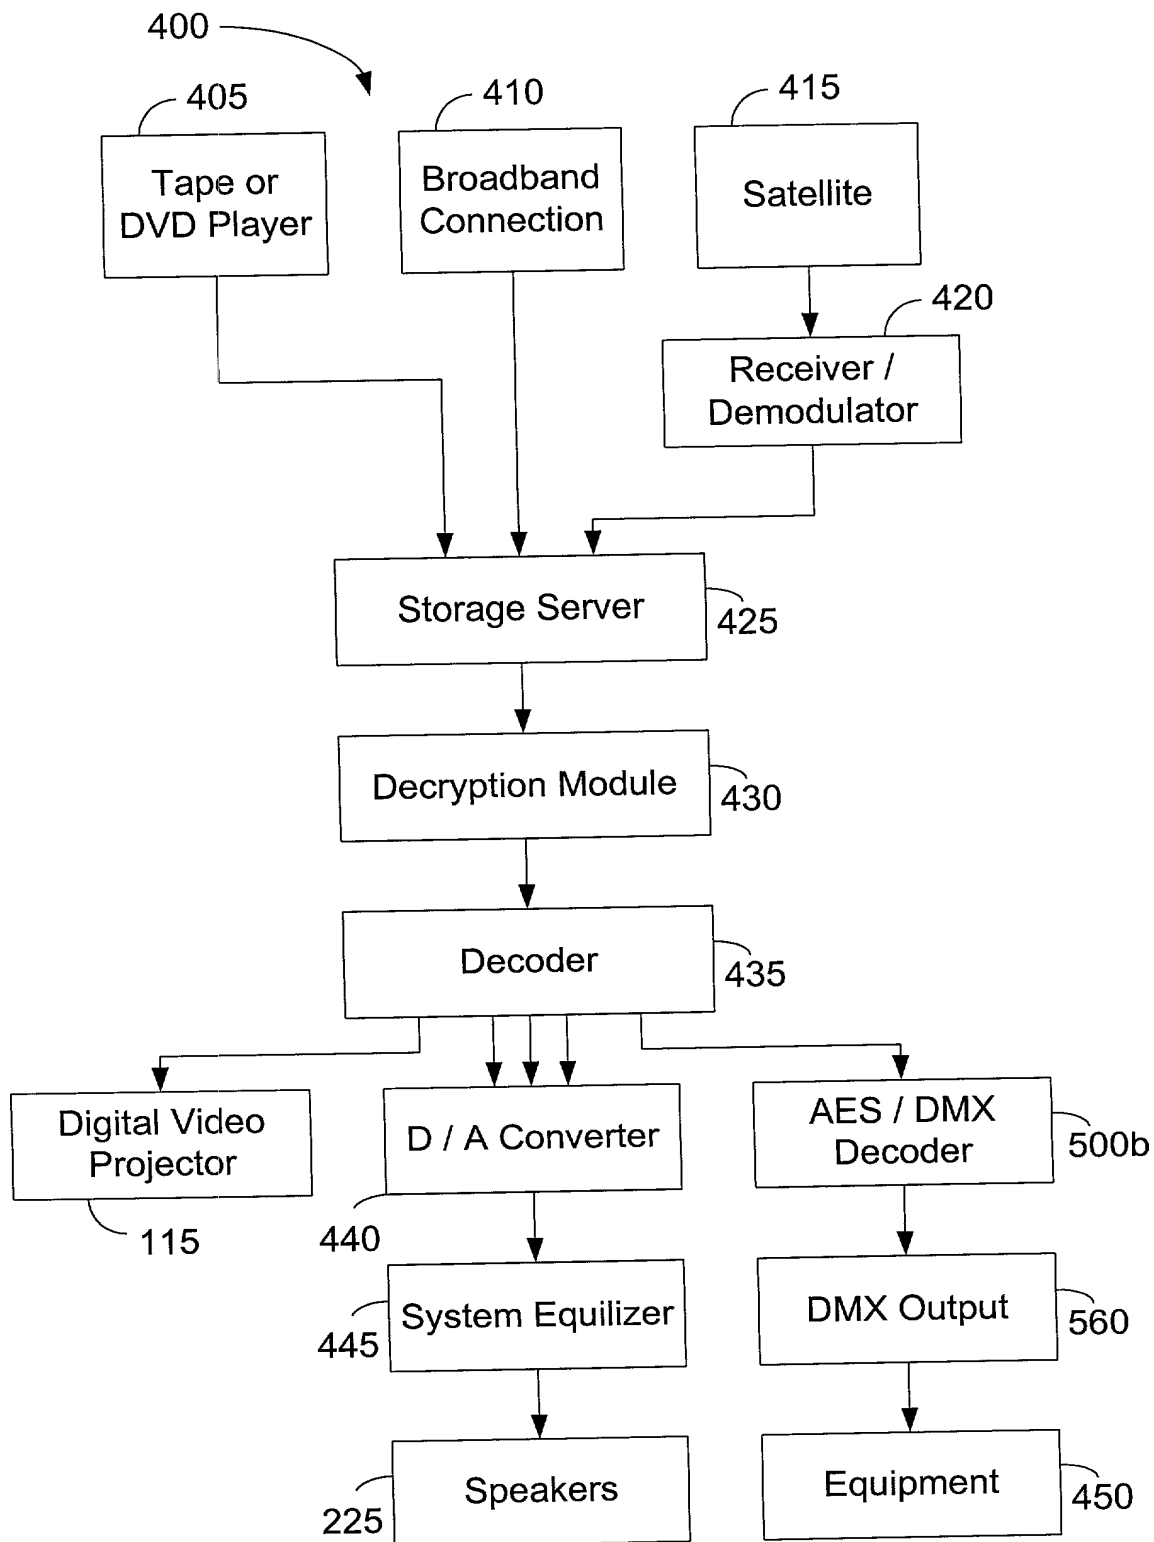 400
405
410
415
Tape or
DVD Player
Broadband
Connection
Satellite
420
Receiver /
Demodulator
Storage Server
425
Decryption Module
430
Decoder
435
Digital Video
Projector
115
D / A Converter
440
AES / DMX
Decoder
500b
System Equilizer
445
DMX Output
560
Speakers
225
Equipment
450